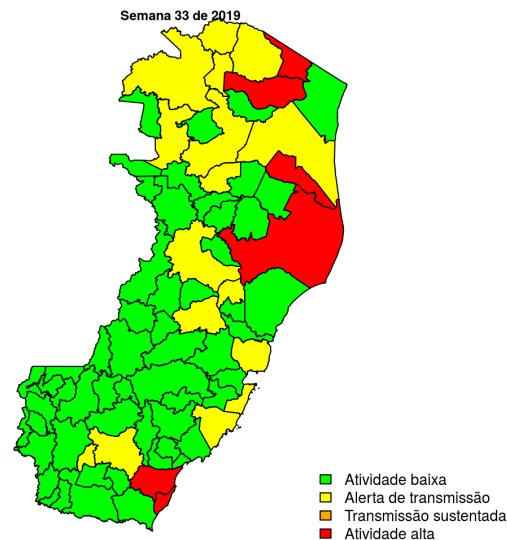 Semana 33 de 2019
Atividade baixa
Alerta de transmissão
Transmissão sustentada
Atividade alta